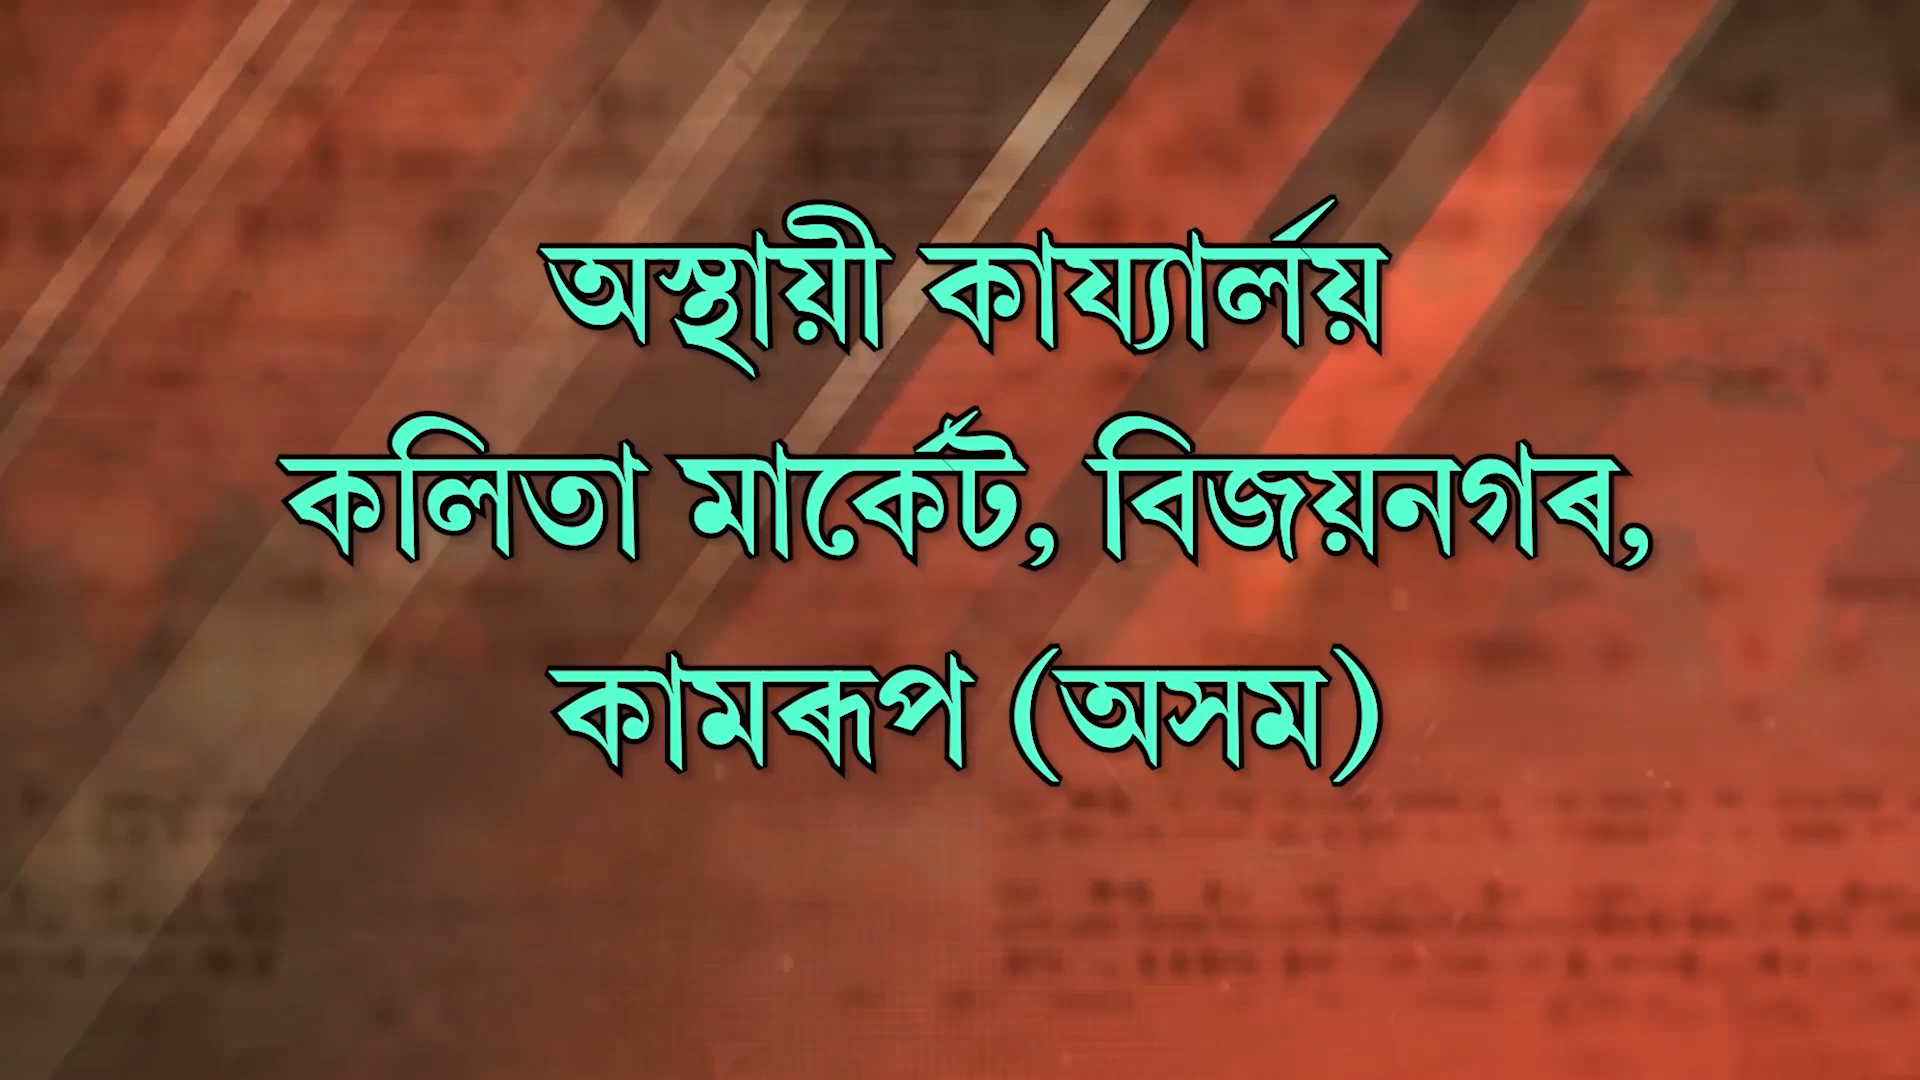 অস্থায়ী কায্যাৰ্লয়
কলিতা মাৰ্কেট, বিজয়নগৰ,
কামৰূপ (অসম)